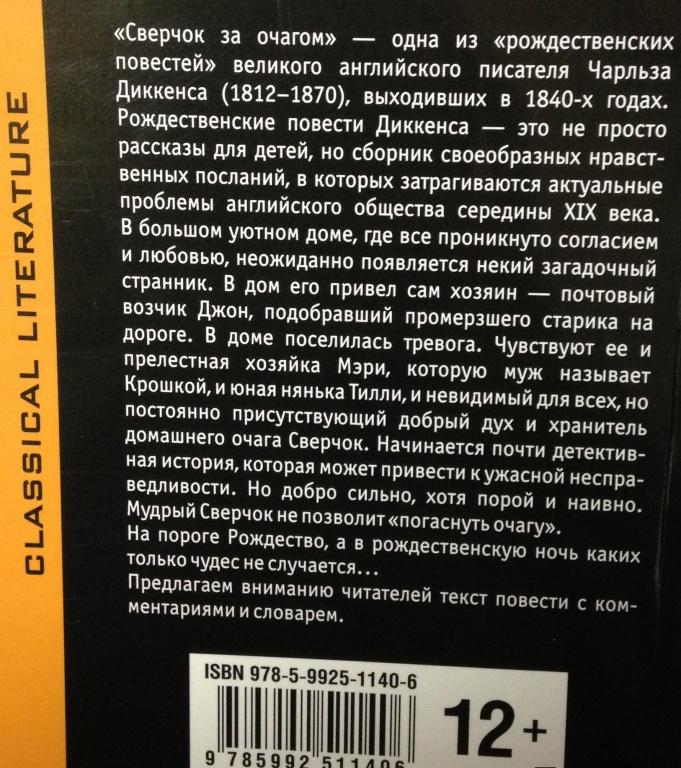 CLASSICAL LITERATURE
«Сверчок за очагом» — одна из «рождественских
повестей» великого английского писателя Чарльза
Диккенса (1812–1870), выходивших в 1840-х годах.
Рождественские повести Диккенса — это не просто
рассказы для детей, но сборник своеобразных нравст-
венных посланий, в которых затрагиваются актуальные
проблемы английского общества середины XIX века.
В большом уютном доме, где все проникнуто согласием
и любовью, неожиданно появляется некий загадочный
странник. В дом его привел сам хозяин — почтовый
возчик Джон, подобравший промерзшего старика на
дороге. В доме поселилась тревога. Чувствуют ее и
прелестная хозяйка Мэри, которую муж называет
Крошкой, и юная нянька Тилли, и невидимый для всех, но
постоянно присутствующий добрый дух и хранитель
домашнего очага Сверчок. Начинается почти детектив-
ная история, которая может привести к ужасной неспра-
ведливости. Но добро сильно, хотя порой и наивно.
Мудрый Сверчок не позволит «погаснуть очагу».
На пороге Рождество, а в рождественскую ночь каких
только чудес не случается...
Предлагаем вниманию читателей текст повести с ком-
ментариями и словарем.
ISBN 978-5-9925-1140-6
9 785992 511406
12+